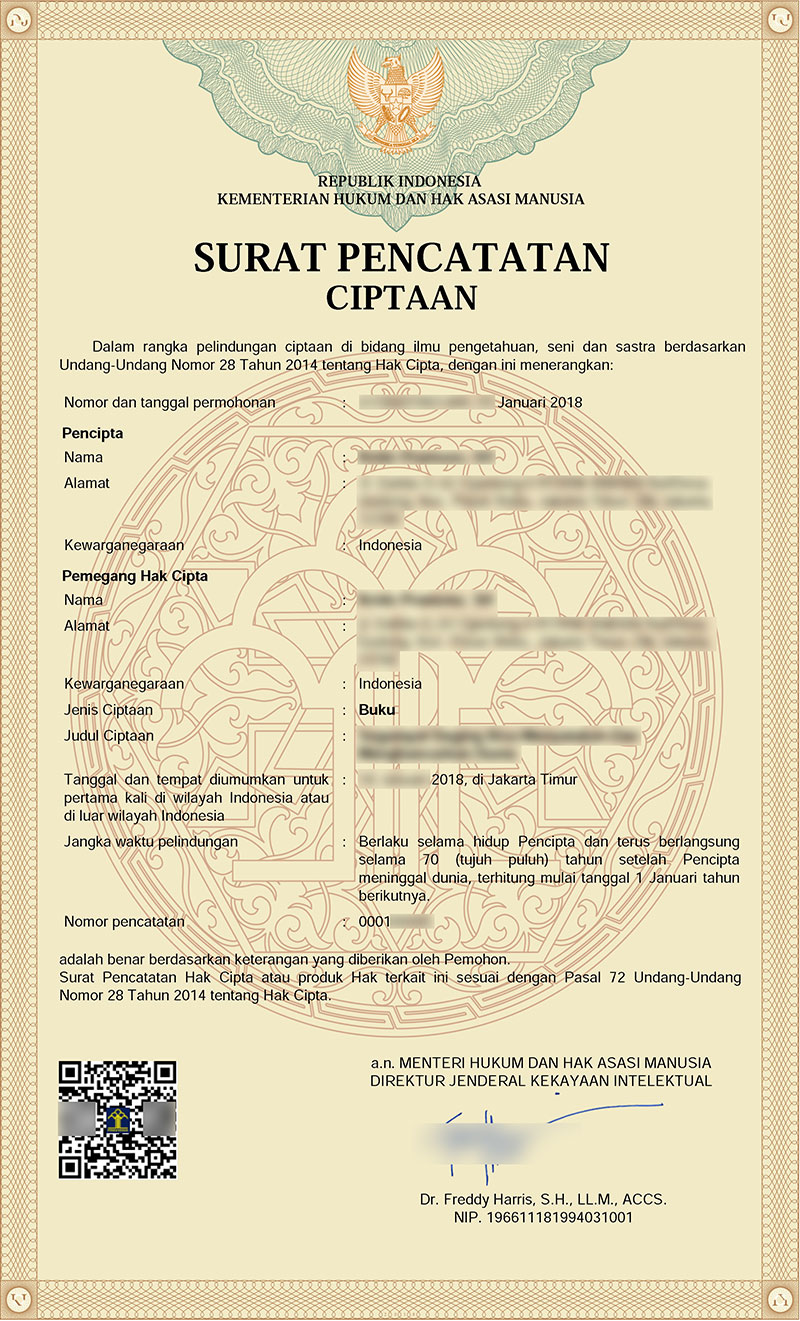 REPUBLIK INDONESIA
KEMENTERIAN HUKUM DAN HAK ASASI MANUSIA
SURAT PENCATATAN
CIPTAAN
Dalam rangka pelindungan ciptaan di bidang ilmu pengetahuan, seni dan sastra berdasarkan
Undang-Undang Nomor 28 Tahun 2014 tentang Hak Cipta, dengan ini menerangkan:
Nomor dan tanggal permohonan : Januari 2018
Pencipta
Nama :
Alamat :
Kewarganegaraan : Indonesia
Pemegang Hak Cipta
Nama :
Alamat :
Kewarganegaraan : Indonesia
Jenis Ciptaan : Buku
Judul Ciptaan :
Tanggal dan tempat diumumkan untuk : 2018, di Jakarta Timur
pertama kali di wilayah Indonesia atau
di luar wilayah Indonesia
Jangka waktu pelindungan : Berlaku selama hidup Pencipta dan terus berlangsung
selama 70 (tujuh puluh) tahun setelah Pencipta
meninggal dunia, terhitung mulai tanggal 1 Januari tahun
berikutnya.
Nomor pencatatan : 0001
adalah benar berdasarkan keterangan yang diberikan oleh Pemohon.
Surat Pencatatan Hak Cipta atau produk Hak terkait ini sesuai dengan Pasal 72 Undang-Undang
Nomor 28 Tahun 2014 tentang Hak Cipta.
a.n. MENTERI HUKUM DAN HAK ASASI MANUSIA
DIREKTUR JENDERAL KEKAYAAN INTELEKTUAL
Dr. Freddy Harris, S.H., LL.M., ACCS.
NIP. 196611181994031001